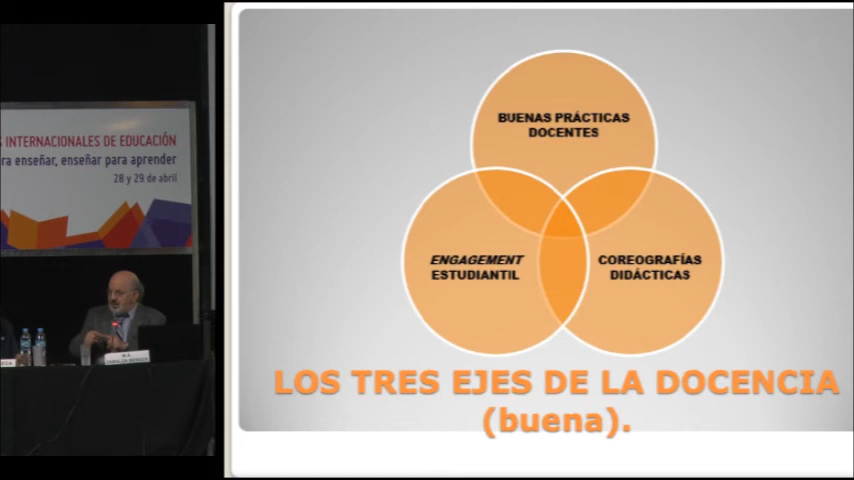 S INTERNACIONALES DE EDUCACIÓN
ra enseñar, enseñar para aprender
28 y 29 de abril
BUENAS PRÁCTICAS
DOCENTES
ENGAGEMENT
ESTUDIANTIL
COREOGRAFÍAS
DIDÁCTICAS
LOS TRES EJES DE LA DOCENCIA
(buena).